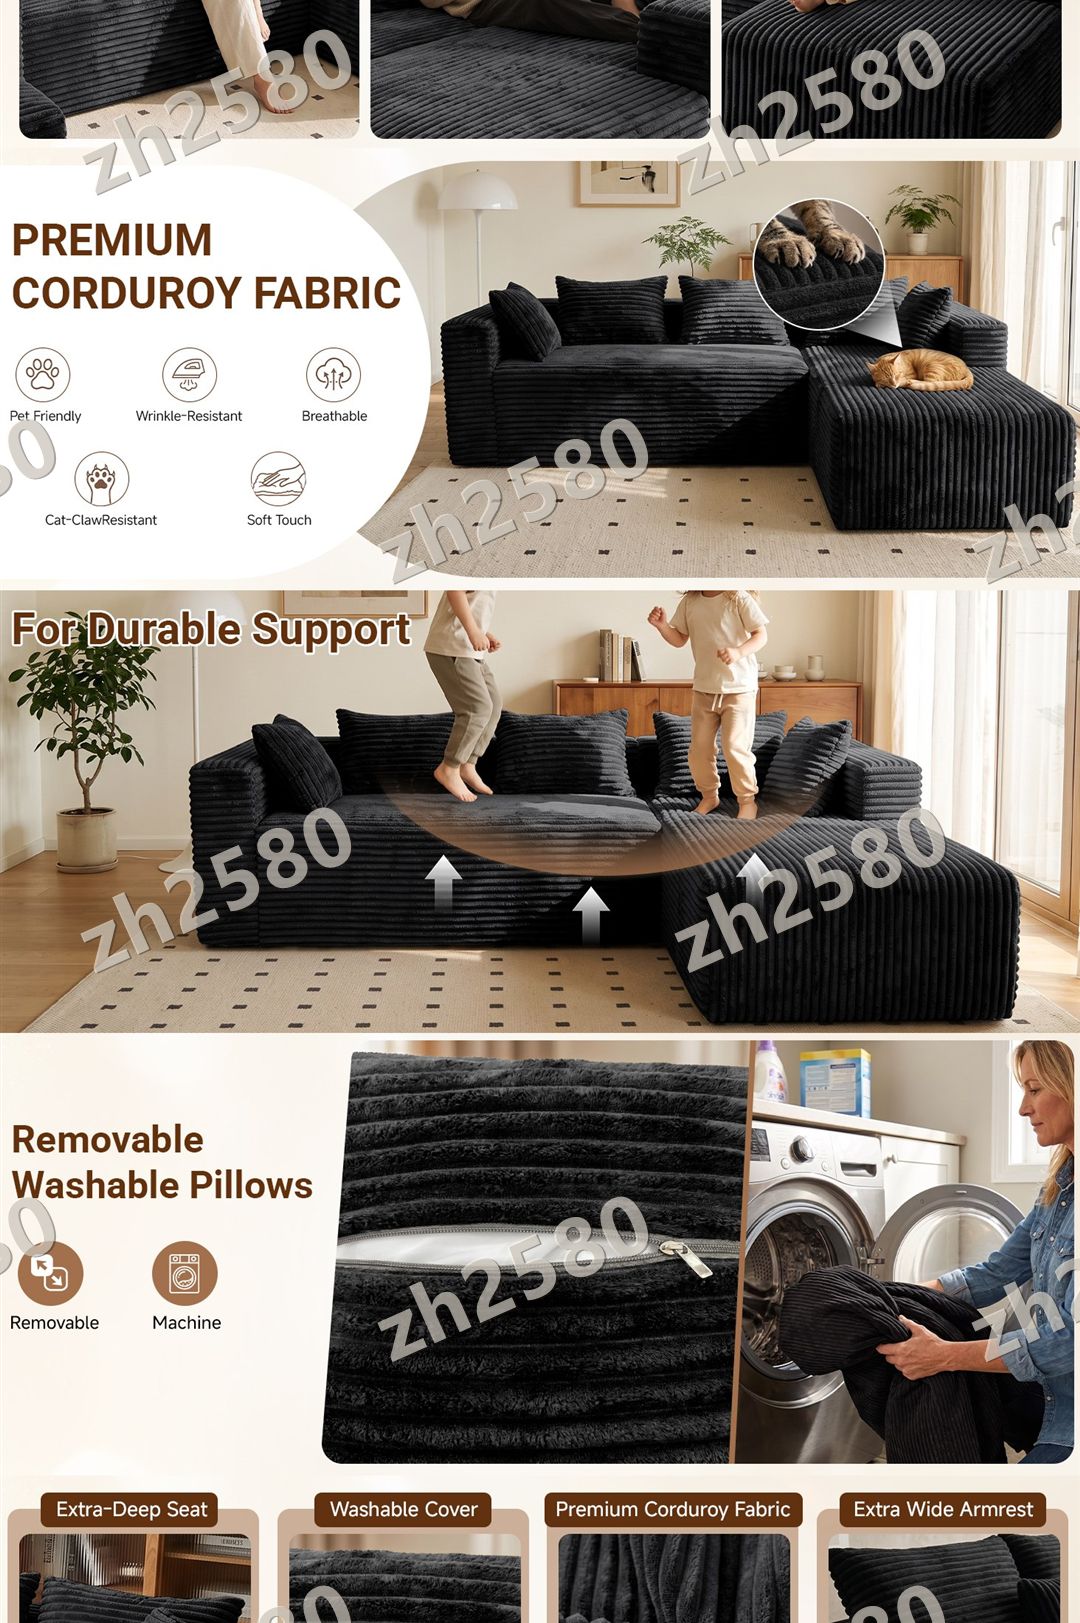 zh2580
zh2580
PREMIUM
CORDUROY FABRIC
Pet Friendly
Wrinkle-Resistant
Breathable
Cat-ClawResistant
Soft Touch
zh2580
For Durable Support
zh2580
zh2580
Removable
Washable Pillows
Removable
Machine
zh2580
Extra-Deep Seat
Washable Cover
Premium Corduroy Fabric
Extra Wide Armrest